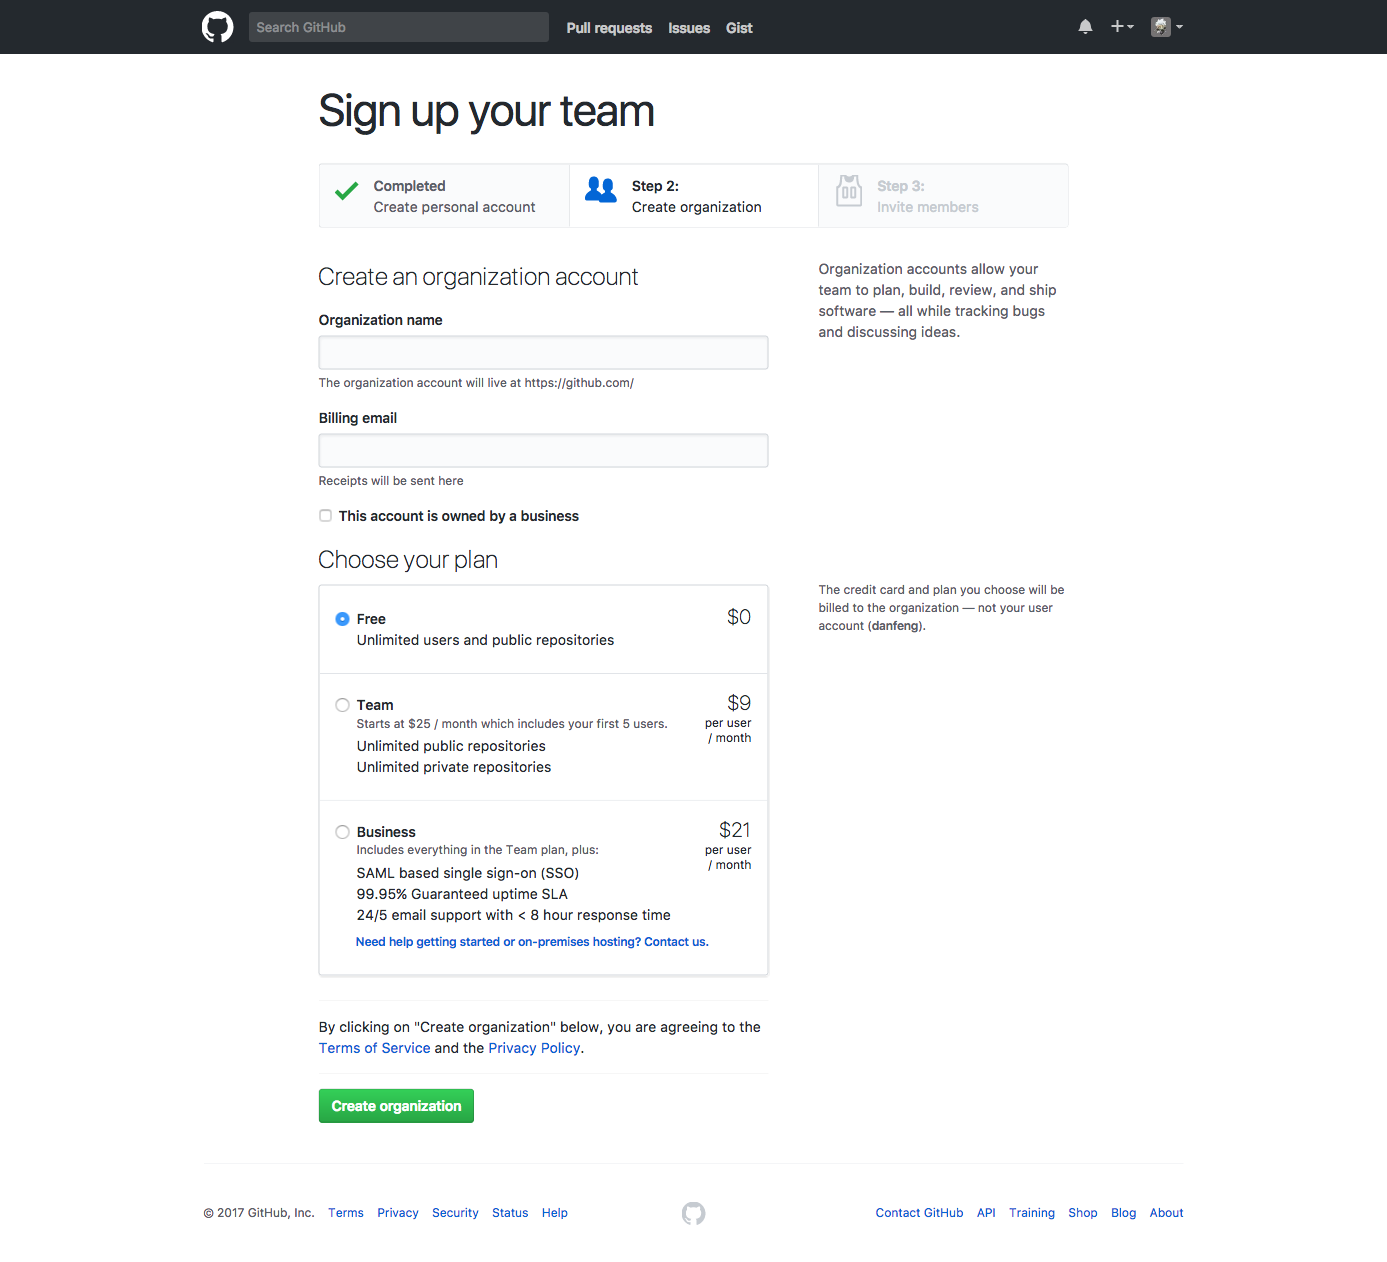 Search GitHub
Pull requests
Issues
Gist
Sign up your team
Completed
Create personal account
Step 2:
Create organization
Step 3:
Invite members
Create an organization account
Organization name
The organization account will live at https://github.com/
Billing email
Receipts will be sent here
This account is owned by a business
Organization accounts allow your
team to plan, build, review, and ship
software — all while tracking bugs
and discussing ideas.
Choose your plan
Free
$0
Unlimited users and public repositories
Team
$9
per user
/ month
Starts at $25 / month which includes your first 5 users.
Unlimited public repositories
Unlimited private repositories
Business
$21
per user
/ month
Includes everything in the Team plan, plus:
SAML based single sign-on (SSO)
99.95% Guaranteed uptime SLA
24/5 email support with < 8 hour response time
Need help getting started or on-premises hosting? Contact us.
The credit card and plan you choose will be
billed to the organization — not your user
account (danfeng).
By clicking on "Create organization" below, you are agreeing to the
Terms of Service and the Privacy Policy.
Create organization
© 2017 GitHub, Inc.
Terms
Privacy
Security
Status
Help
Contact GitHub
API
Training
Shop
Blog
About